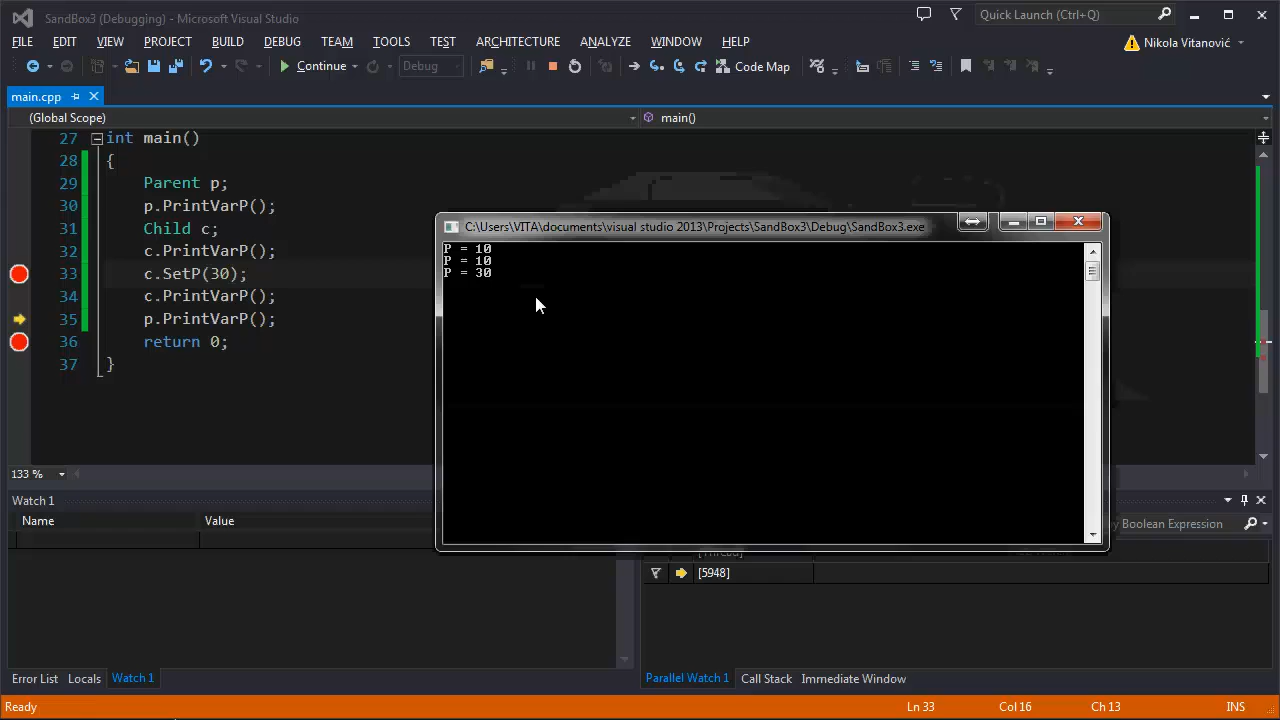 SandBox3 (Debugging) - Microsoft Visual Studio
Quick Launch (Ctrl+Q)
FILE EDIT VIEW PROJECT BUILD DEBUG TEAM TOOLS TEST ARCHITECTURE ANALYZE WINDOW HELP
Nikola Vitanović
Continue Debug Code Map
main.cpp
(Global Scope) main()
27 int main()
28 {
29 Parent p;
30 p.PrintVarP();
31 Child c;
32 c.PrintVarP();
33 c.SetP(30);
34 c.PrintVarP();
35 p.PrintVarP();
36 return 0;
37 }
C:\Users\VITA\documents\visual studio 2013\Projects\SandBox3\Debug\SandBox3.exe
P = 10
P = 10
P = 30
133 %
Watch 1
Name Value
by Boolean Expression
[Thread]
[5948]
Error List Locals Watch 1
Parallel Watch 1 Call Stack Immediate Window
Ready Ln 33 Col 16 Ch 13 INS